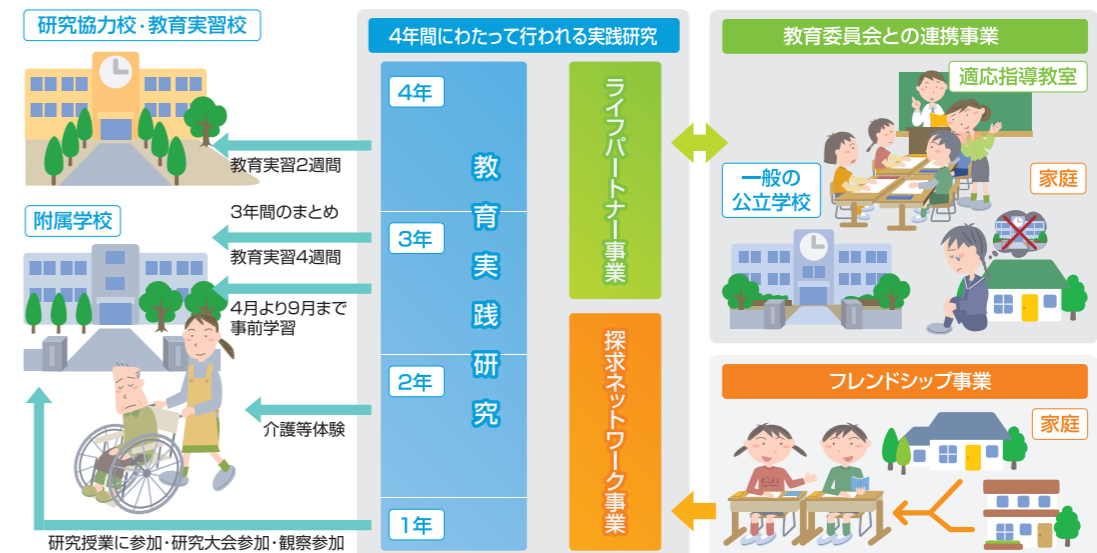 研究協力校・教育実習校
教育実習2週間
附属学校
3年間のまとめ
教育実習4週間
4月より9月まで
事前学習
介護等体験
研究授業に参加・研究大会参加・観察参加
4年間にわたって行われる実践研究
4年
3年
2年
1年
教育実践研究
ライフパートナー事業
探求ネットワーク事業
教育委員会との連携事業
適応指導教室
一般の
公立学校
家庭
フレンドシップ事業
家庭